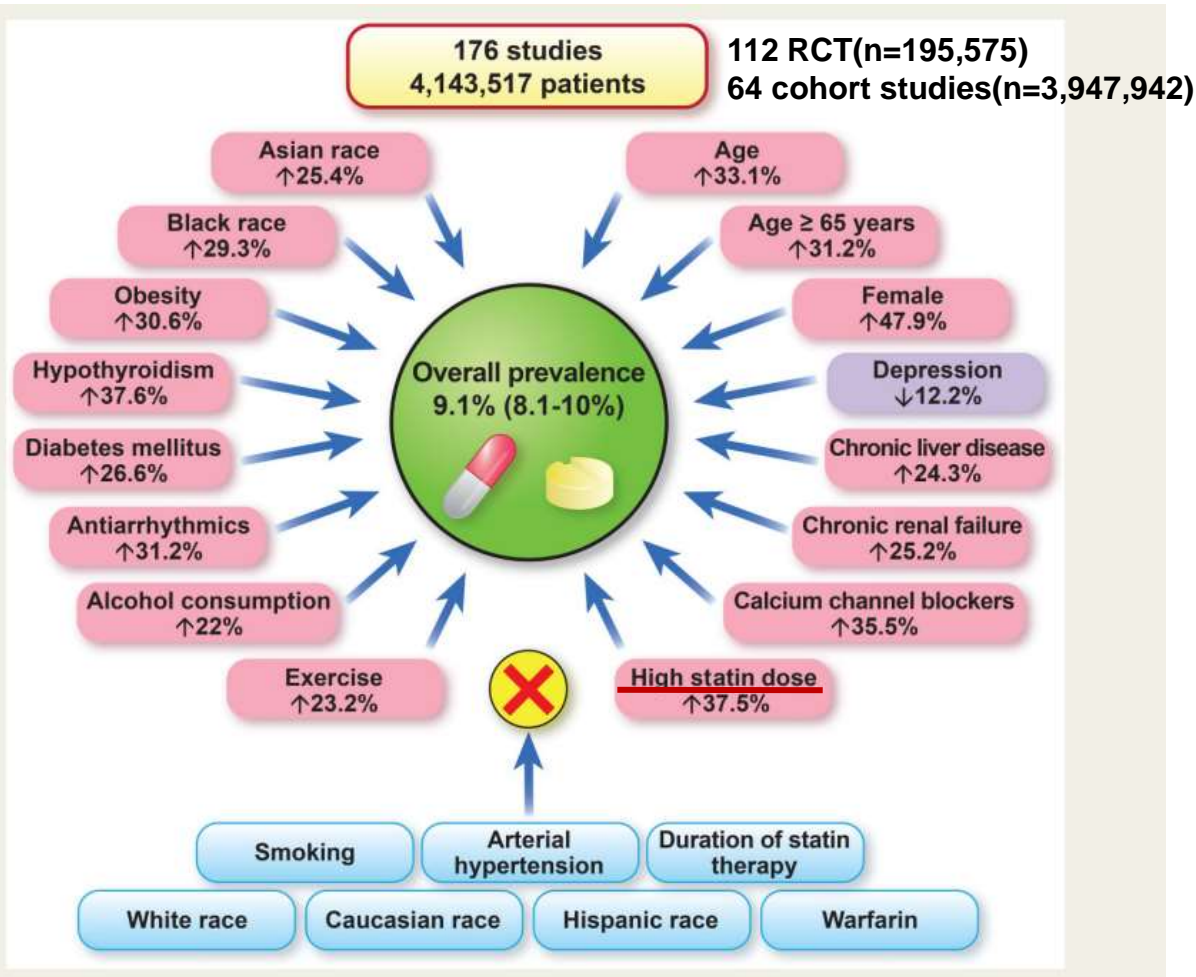 176 studies
4,143,517 patients
112 RCT(n=195,575)
64 cohort studies(n=3,947,942)
Asian race
↑25.4%
Age
↑33.1%
Black race
↑29.3%
Age ≥ 65 years
↑31.2%
Obesity
↑30.6%
Female
↑47.9%
Hypothyroidism
↑37.6%
Overall prevalence
9.1% (8.1-10%)
Depression
↓12.2%
Diabetes mellitus
↑26.6%
Chronic liver disease
↑24.3%
Antiarrhythmics
↑31.2%
Chronic renal failure
↑25.2%
Alcohol consumption
↑22%
Calcium channel blockers
↑35.5%
Exercise
↑23.2%
High statin dose
↑37.5%
Smoking
Arterial
hypertension
Duration of statin
therapy
White race
Caucasian race
Hispanic race
Warfarin